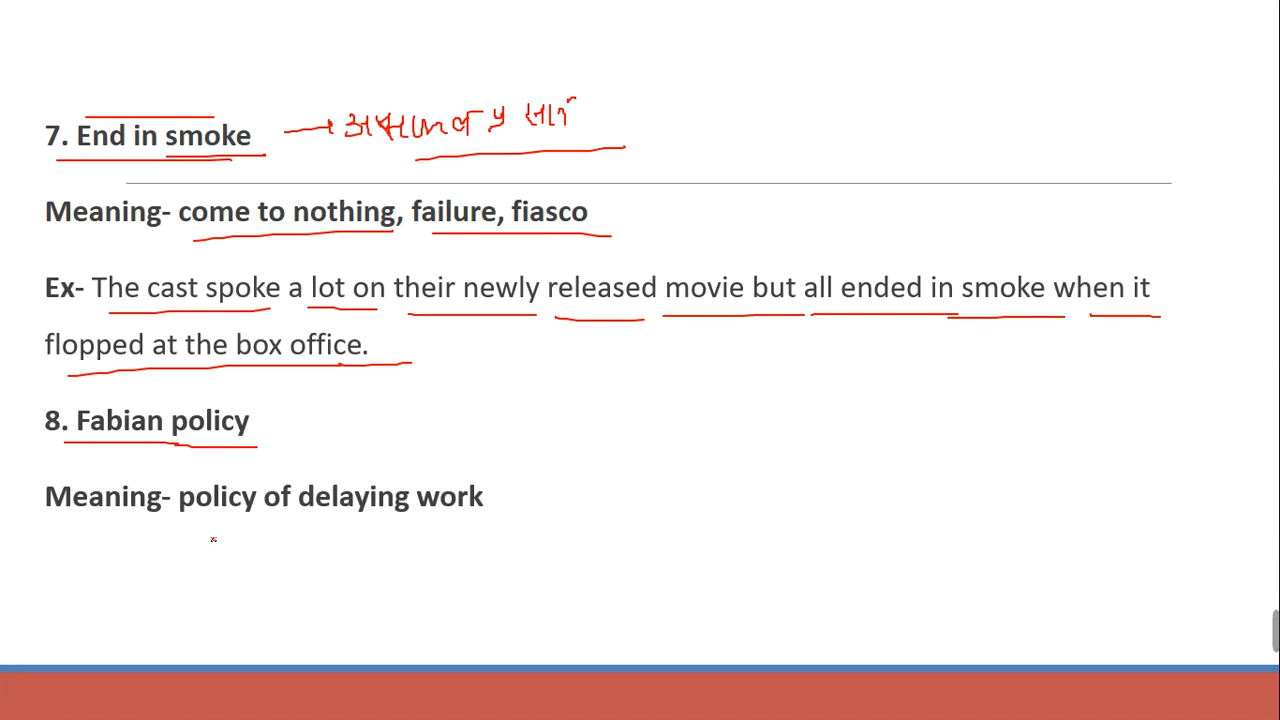 7. End in smoke
Meaning- come to nothing, failure, fiasco
Ex- The cast spoke a lot on their newly released movie but all ended in smoke when it
flopped at the box office.
8. Fabian policy
Meaning- policy of delaying work